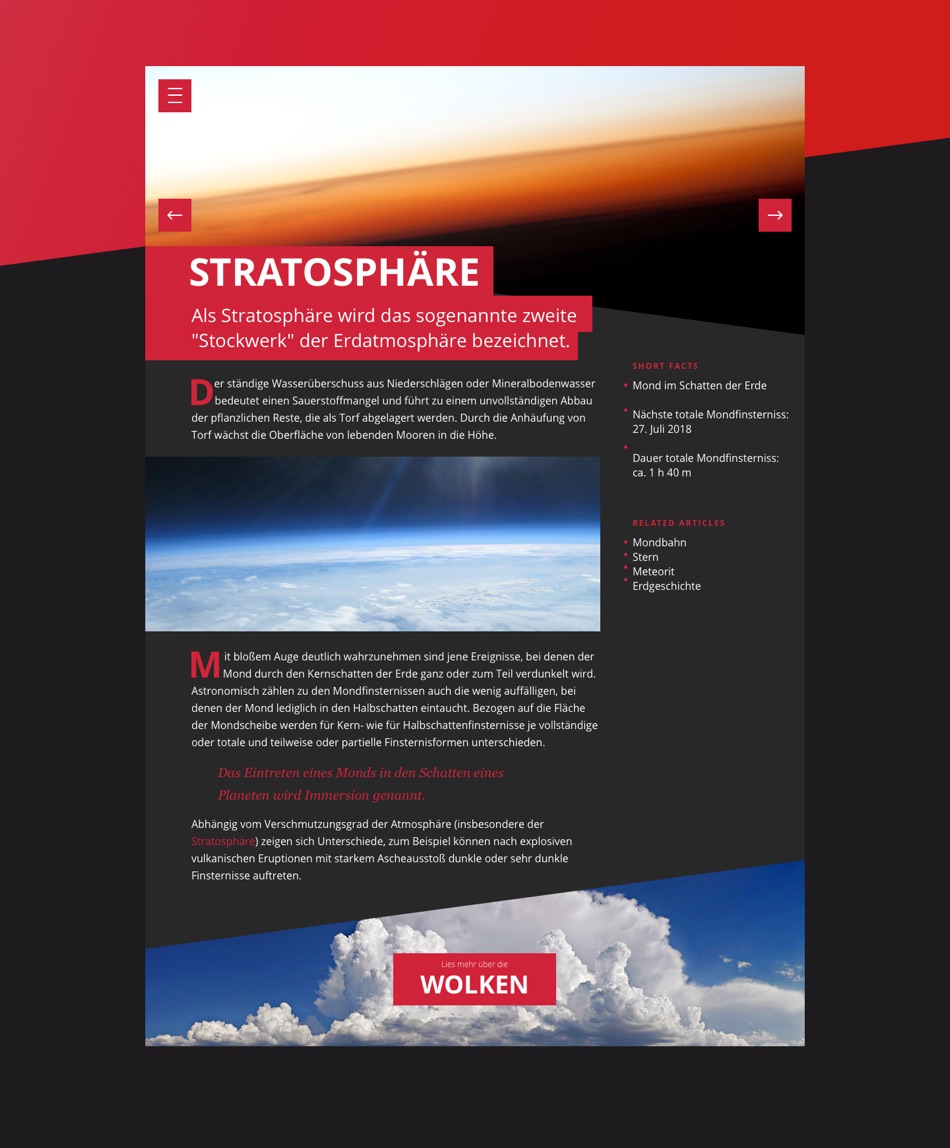 STRATOSPHÄRE
Als Stratosphäre wird das sogenannte zweite
"Stockwerk" der Erdatmosphäre bezeichnet.
Der ständige Wasserüberschuss aus Niederschlägen oder Mineralbodenwasser
bedeutet einen Sauerstoffmangel und führt zu einem unvollständigen Abbau
der pflanzlichen Reste, die als Torf abgelagert werden. Durch die Anhäufung von
Torf wächst die Oberfläche von lebenden Mooren in die Höhe.
Mit bloßem Auge deutlich wahrzunehmen sind jene Ereignisse, bei denen der
Mond durch den Kernschatten der Erde ganz oder zum Teil verdunkelt wird.
Astronomisch zählen zu den Mondfinsternissen auch die wenig auffälligen, bei
denen der Mond lediglich in den Halbschatten eintaucht. Bezogen auf die Fläche
der Mondscheibe werden für Kern- wie für Halbschattenfinsternisse je vollständige
oder totale und teilweise oder partielle Finsternisformen unterschieden.
Das Eintreten eines Monds in den Schatten eines
Planeten wird Immersion genannt.
Abhängig vom Verschmutzungsgrad der Atmosphäre (insbesondere der
Stratosphäre) zeigen sich Unterschiede, zum Beispiel können nach explosiven
vulkanischen Eruptionen mit starkem Ascheausstoß dunkle oder sehr dunkle
Finsternisse auftreten.
SHORT FACTS
Mond im Schatten der Erde
Nächste totale Mondfinsterniss:
27. Juli 2018
Dauer totale Mondfinsterniss:
ca. 1 h 40 m
RELATED ARTICLES
Mondbahn
Stern
Meteorit
Erdgeschichte
Lies mehr über die
WOLKEN